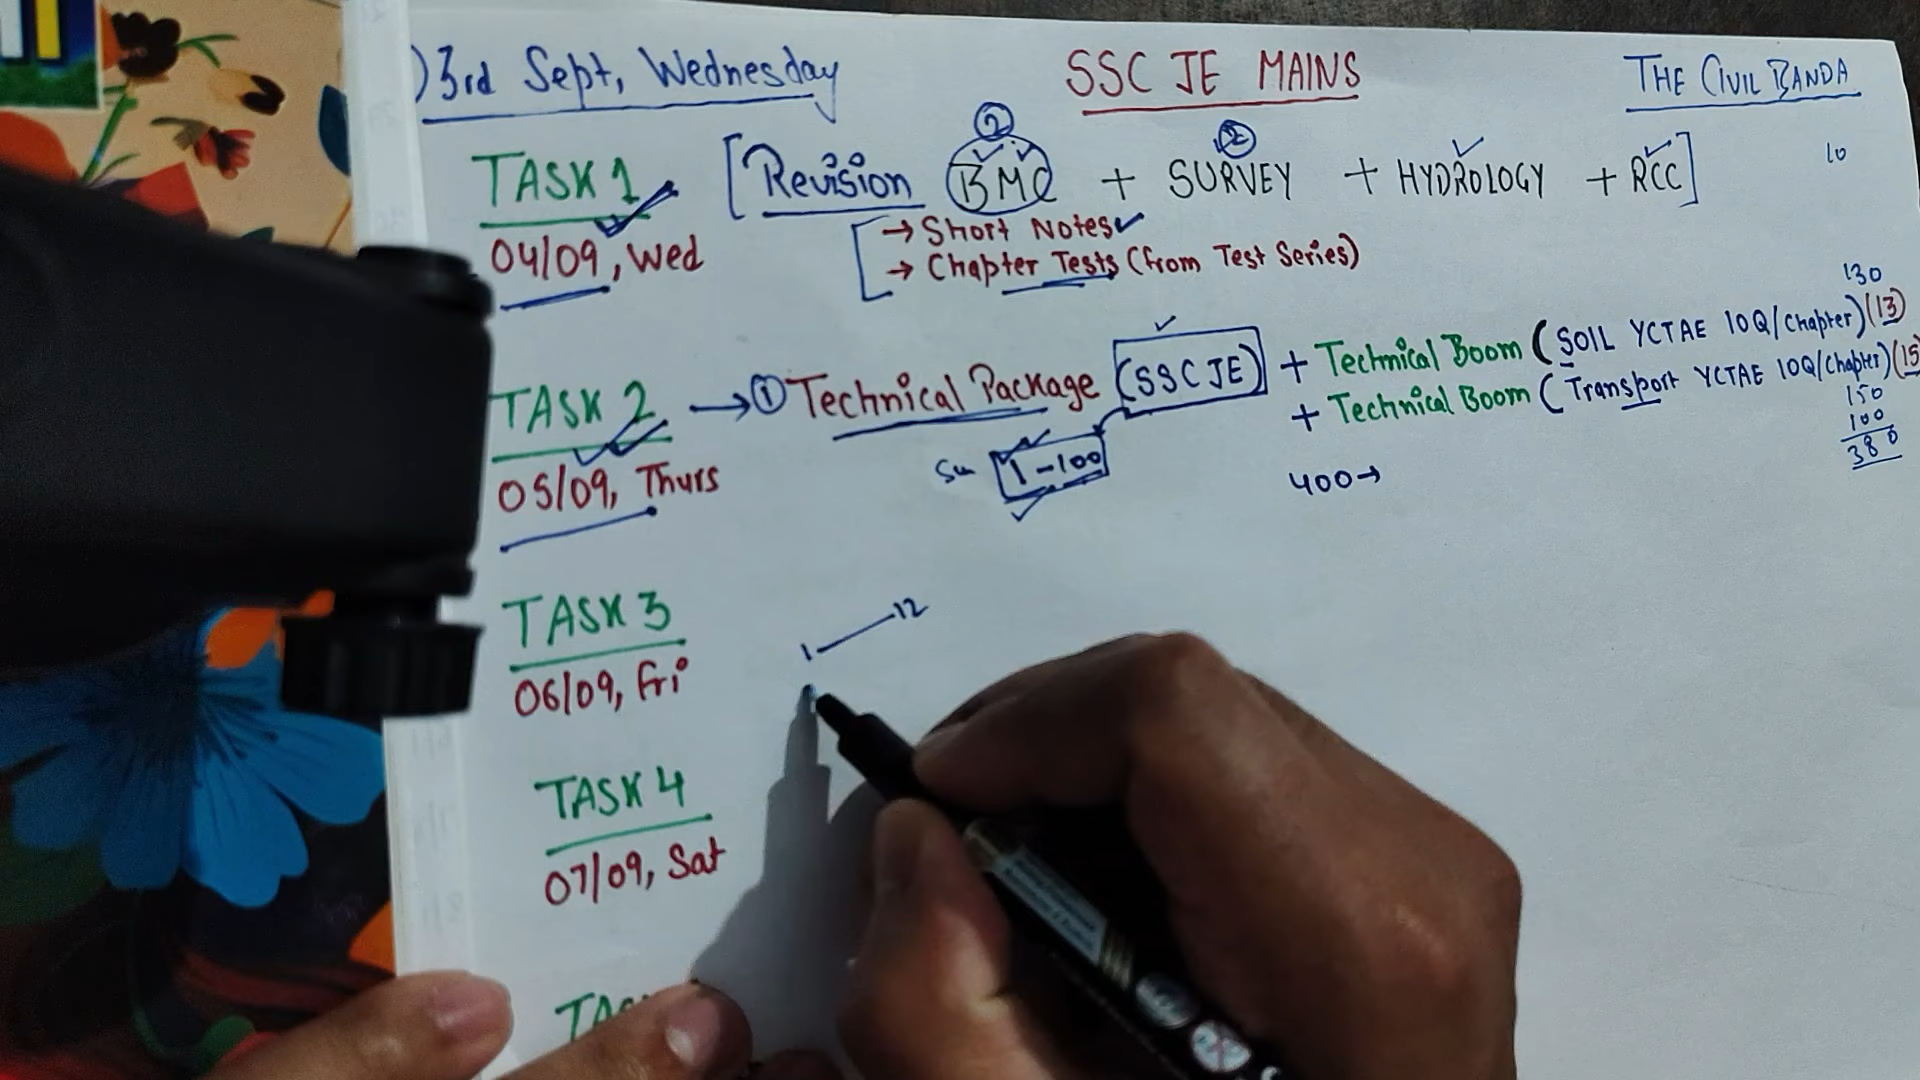 3rd Sept, Wednesday
SSC JE MAINS
THE CIVIL BANDA
2
2
10
TASK 1 [Revision BMC + SURVEY + HYDROLOGY + RCC]
04/09, Wed
→ Short Notes
→ Chapter Tests (from Test Series)
130
TASK 2 → ① Technical Package (SSC JE) + Technical Boom (SOIL YCTAE 10Q/Chapter) (13)
+ Technical Boom (Transport YCTAE 10Q/Chapter) (15
150
100
380
05/09, Thurs
1-100
400→
TASK 3
06/09, Fri
1 — 12
TASK 4
07/09, Sat